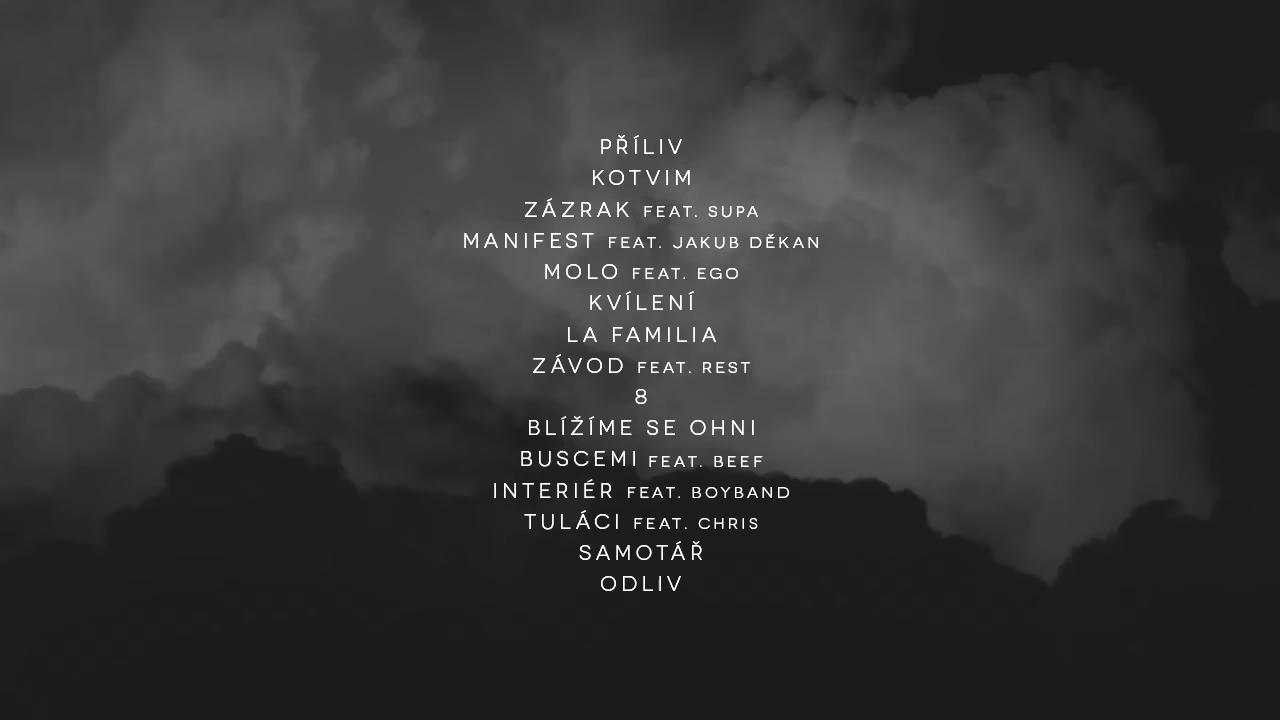 PŘÍLIV
KOTVIM
ZÁZRAK FEAT. SUPA
MANIFEST FEAT. JAKUB DĚKAN
MOLO FEAT. EGO
KVÍLENÍ
LA FAMILIA
ZÁVOD FEAT. REST
8
BLÍŽÍME SE OHNI
BUSCEMI FEAT. BEEF
INTERIÉR FEAT. BOYBAND
TULÁCI FEAT. CHRIS
SAMOTÁŘ
ODLIV